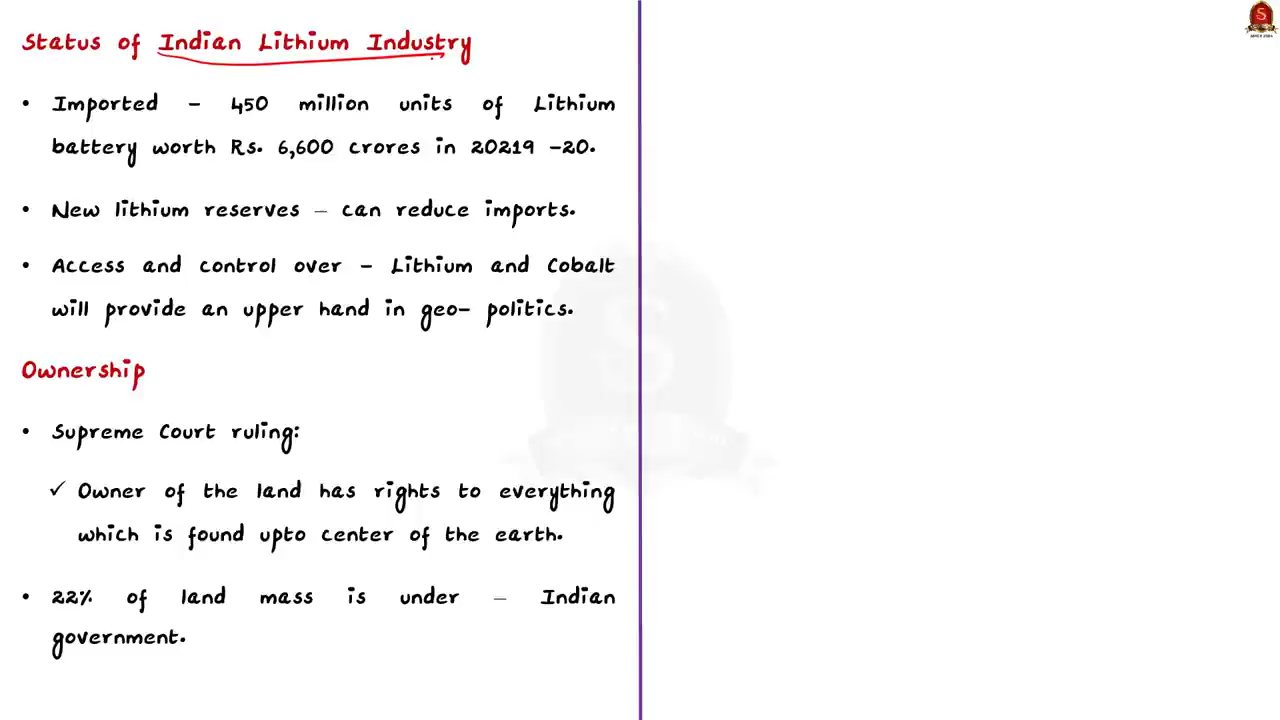 Status of Indian Lithium Industry
• Imported – 450 million units of Lithium
battery worth Rs. 6,600 crores in 20219 –20.
• New lithium reserves – can reduce imports.
• Access and control over – Lithium and Cobalt
will provide an upper hand in geo- politics.
Ownership
• Supreme Court ruling:
✓ Owner of the land has rights to everything
which is found upto center of the earth.
• 22% of land mass is under – Indian
government.